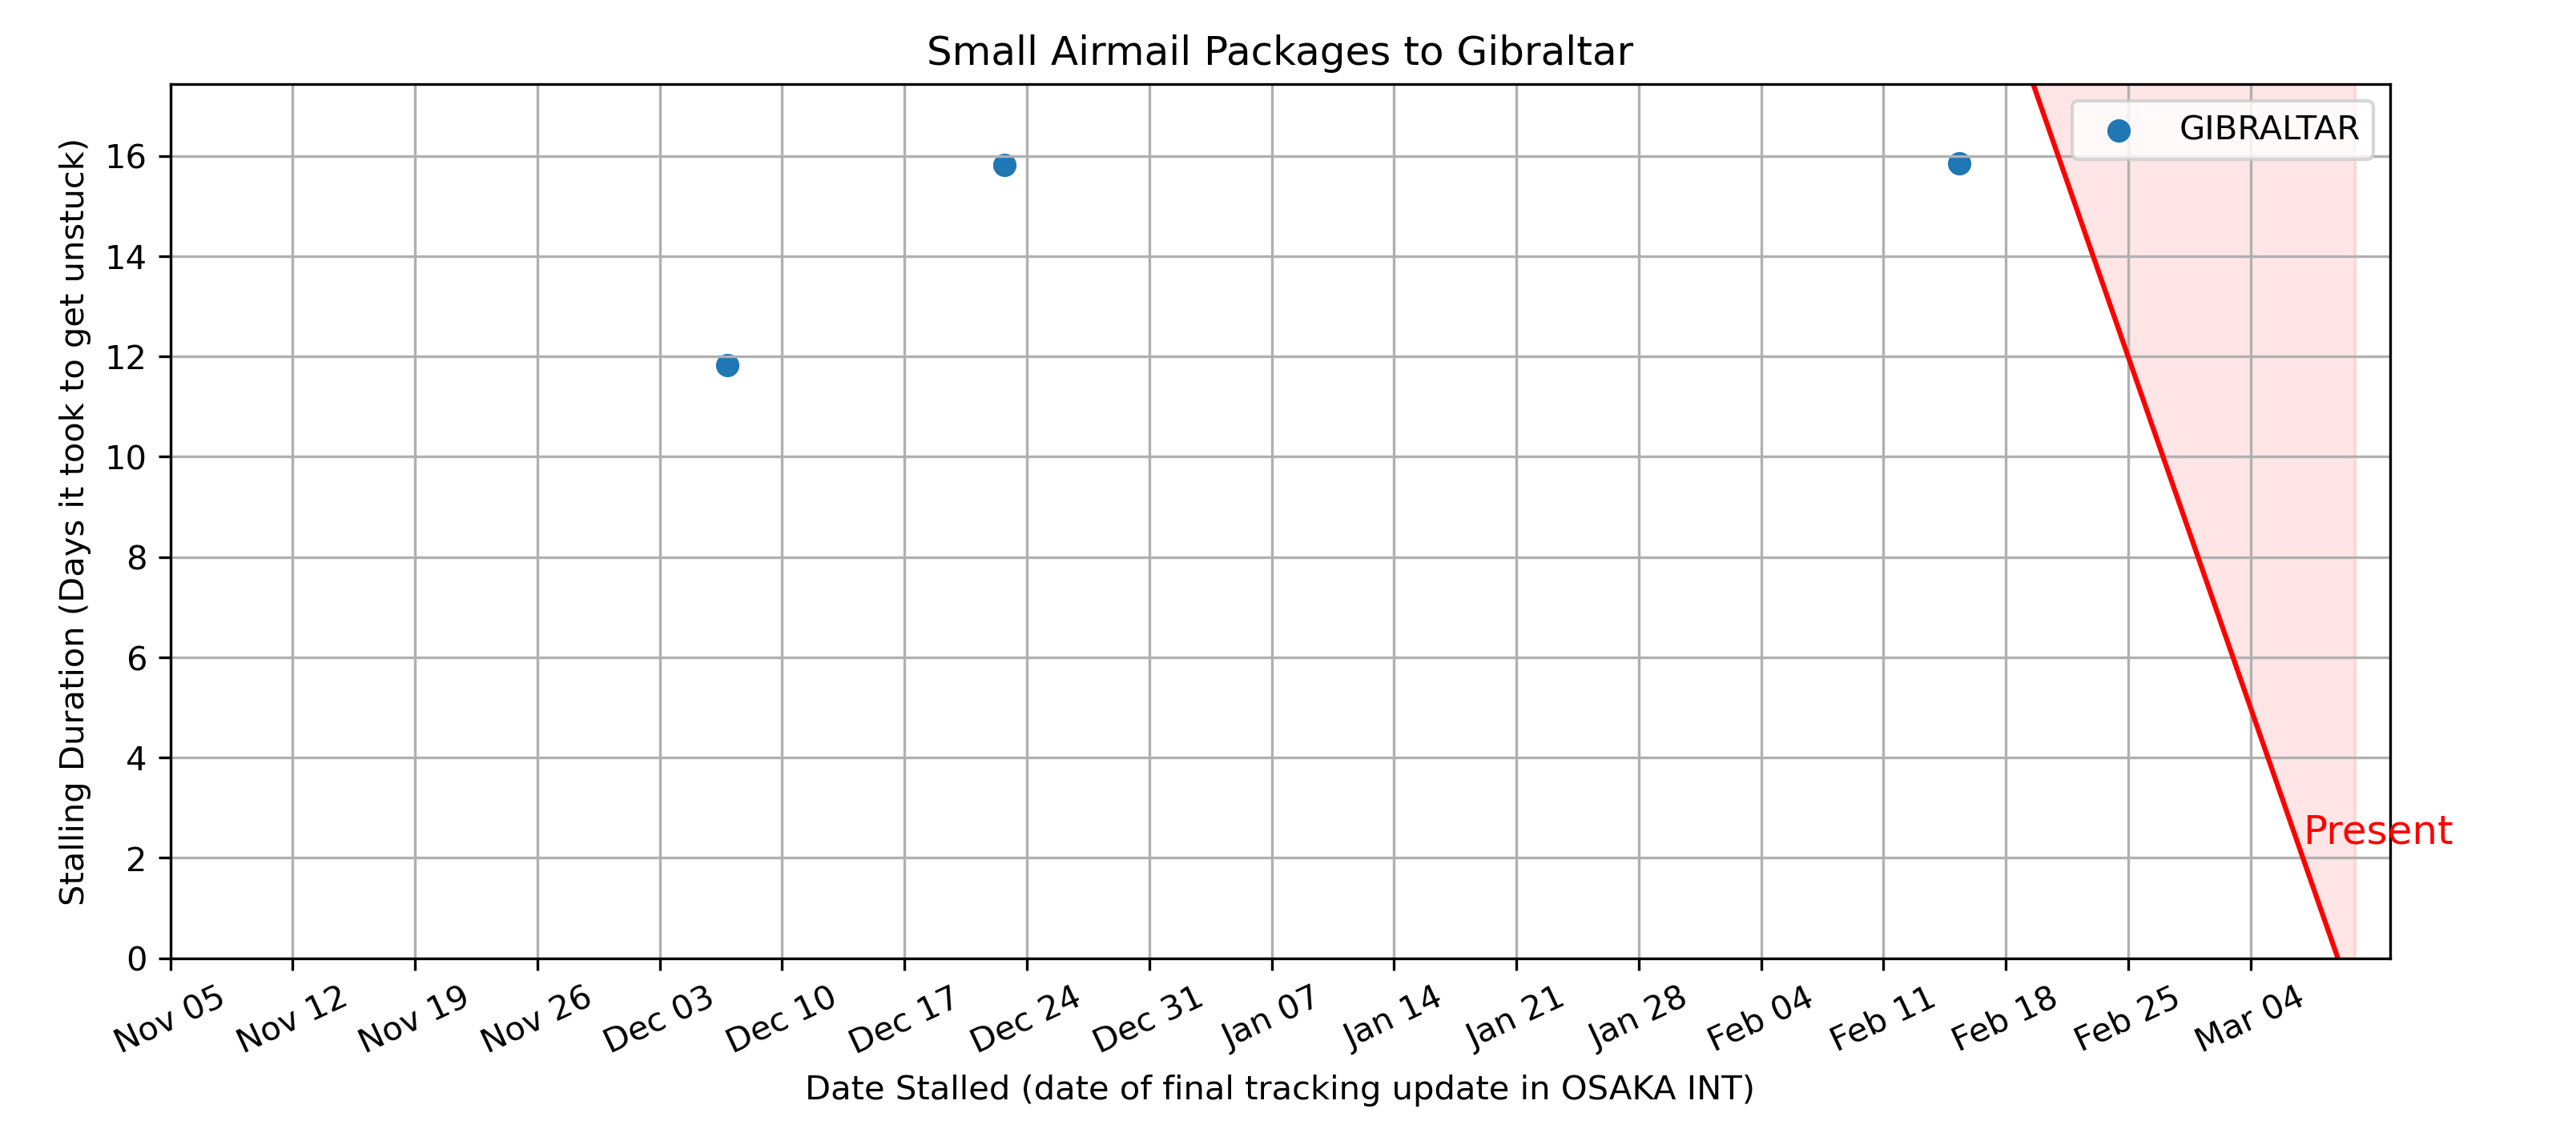 Small Airmail Packages to Gibraltar
GIBRALTAR
Stalling Duration (Days it took to get unstuck)
16
14
12
10
8
6
4
2
0
Present
Nov 05
Nov 12
Nov 19
Nov 26
Dec 03
Dec 10
Dec 17
Dec 24
Dec 31
Jan 07
Jan 14
Jan 21
Jan 28
Feb 04
Feb 11
Feb 18
Feb 25
Mar 04
Date Stalled (date of final tracking update in OSAKA INT)